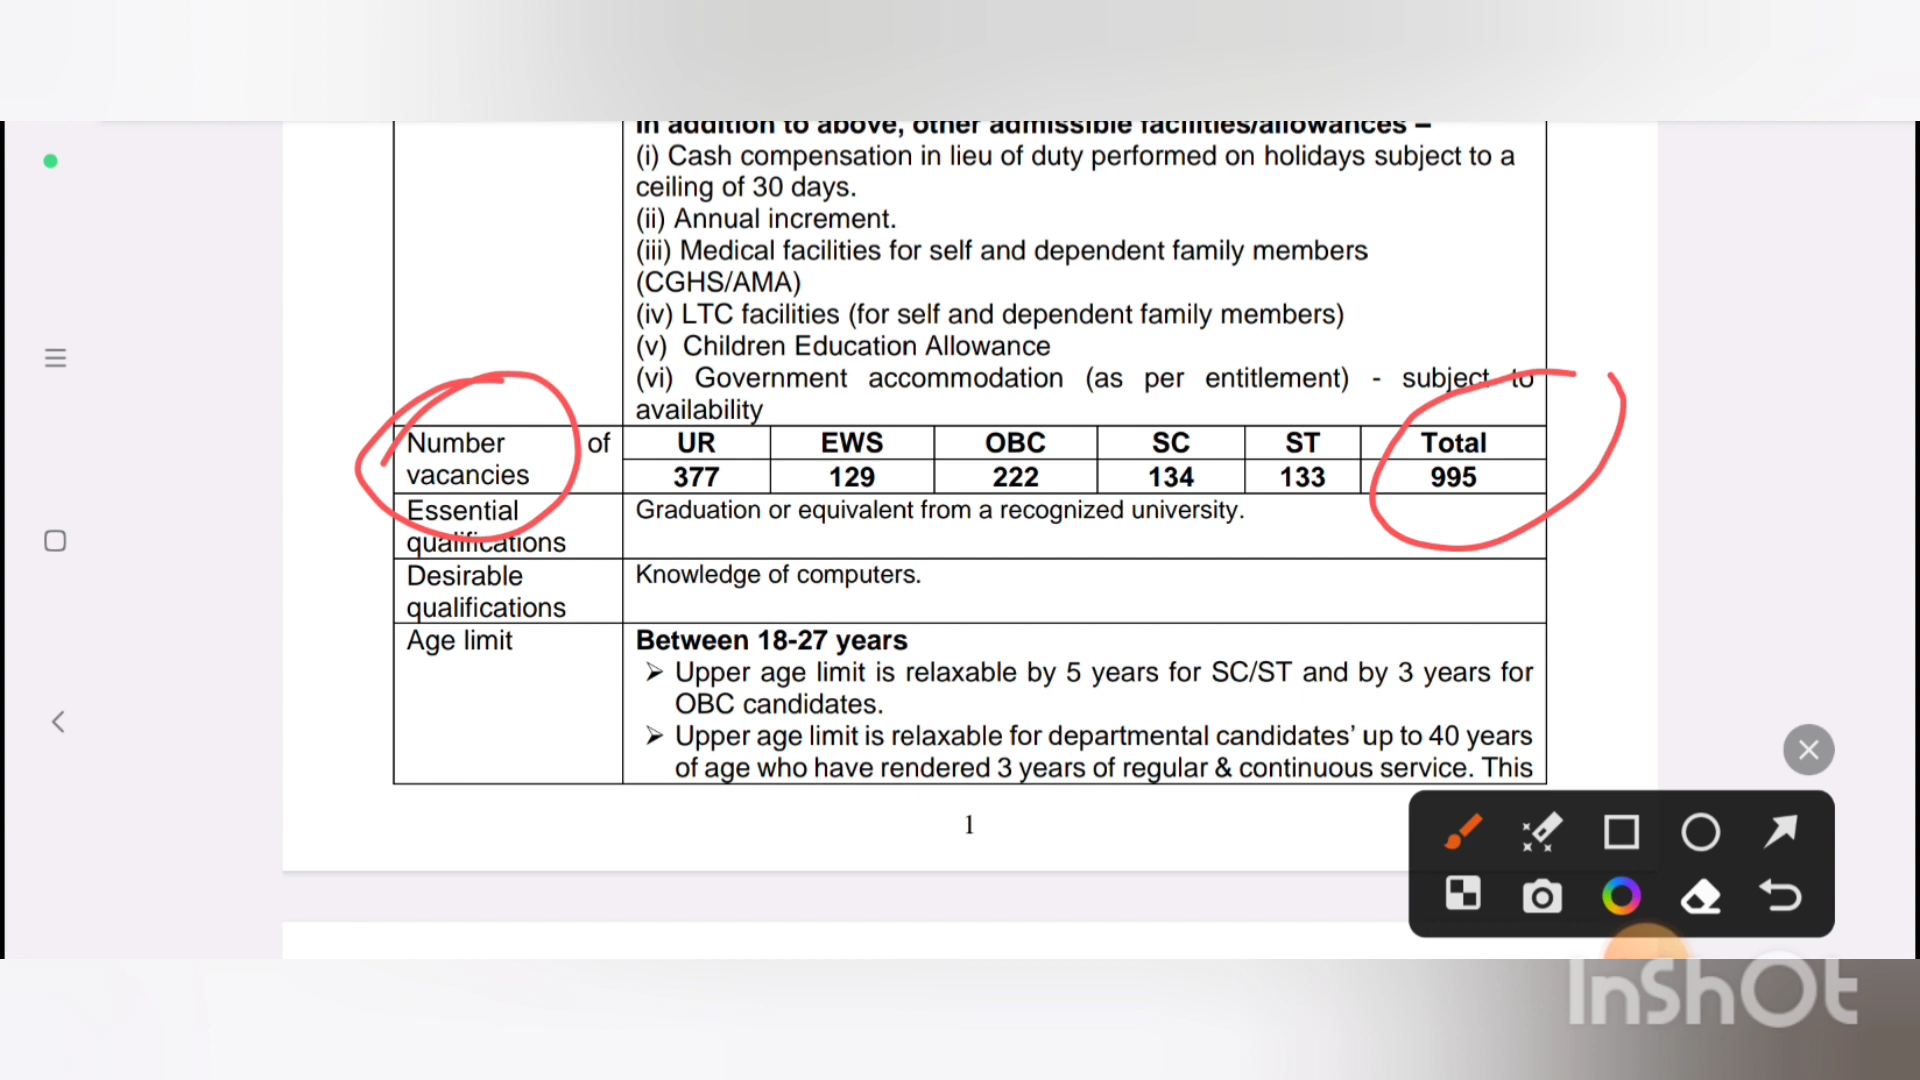 In addition to above, other admissible facilities/allowances –
(i) Cash compensation in lieu of duty performed on holidays subject to a
ceiling of 30 days.
(ii) Annual increment.
(iii) Medical facilities for self and dependent family members
(CGHS/AMA)
(iv) LTC facilities (for self and dependent family members)
(v) Children Education Allowance
(vi) Government accommodation (as per entitlement) - subject to
availability
Number of
vacancies
UR EWS OBC SC ST Total
377 129 222 134 133 995
Essential
qualifications
Graduation or equivalent from a recognized university.
Desirable
qualifications
Knowledge of computers.
Age limit
Between 18-27 years
➢ Upper age limit is relaxable by 5 years for SC/ST and by 3 years for
OBC candidates.
➢ Upper age limit is relaxable for departmental candidates’ up to 40 years
of age who have rendered 3 years of regular & continuous service. This
1
InShOt